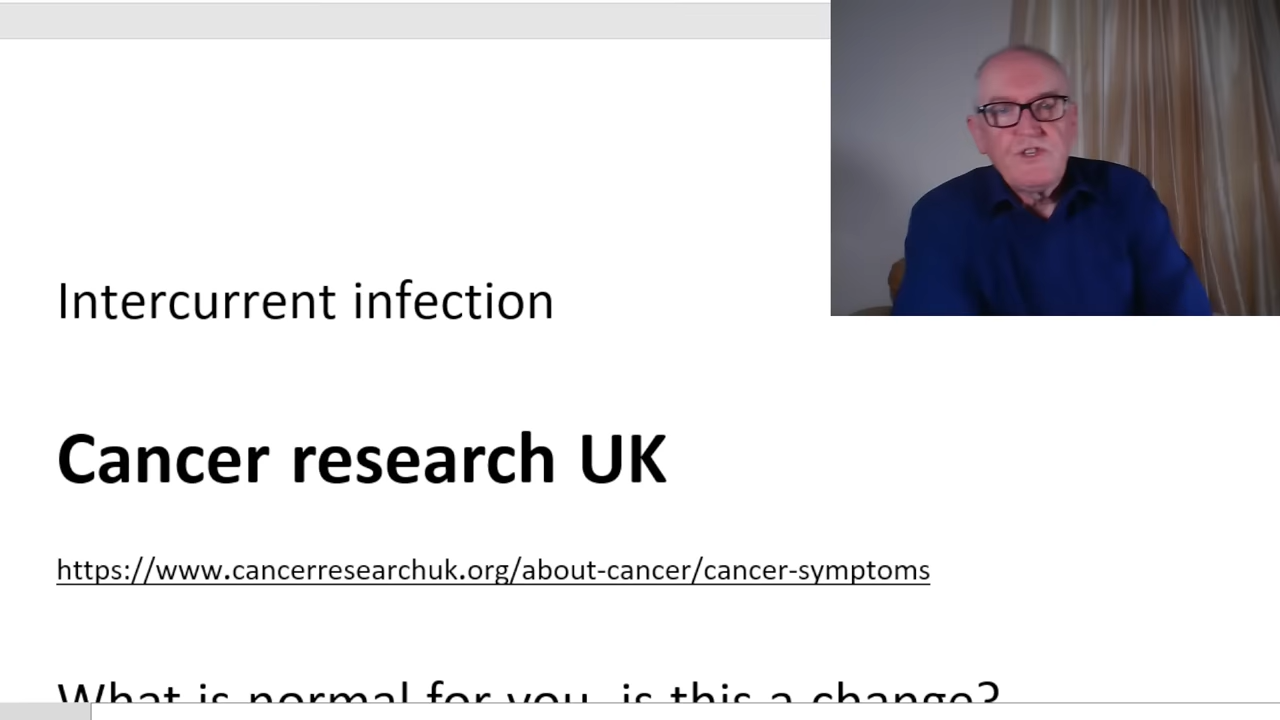 Intercurrent infection
Cancer research UK
https://www.cancerresearchuk.org/about-cancer/cancer-symptoms
What is normal for you, is this a change?